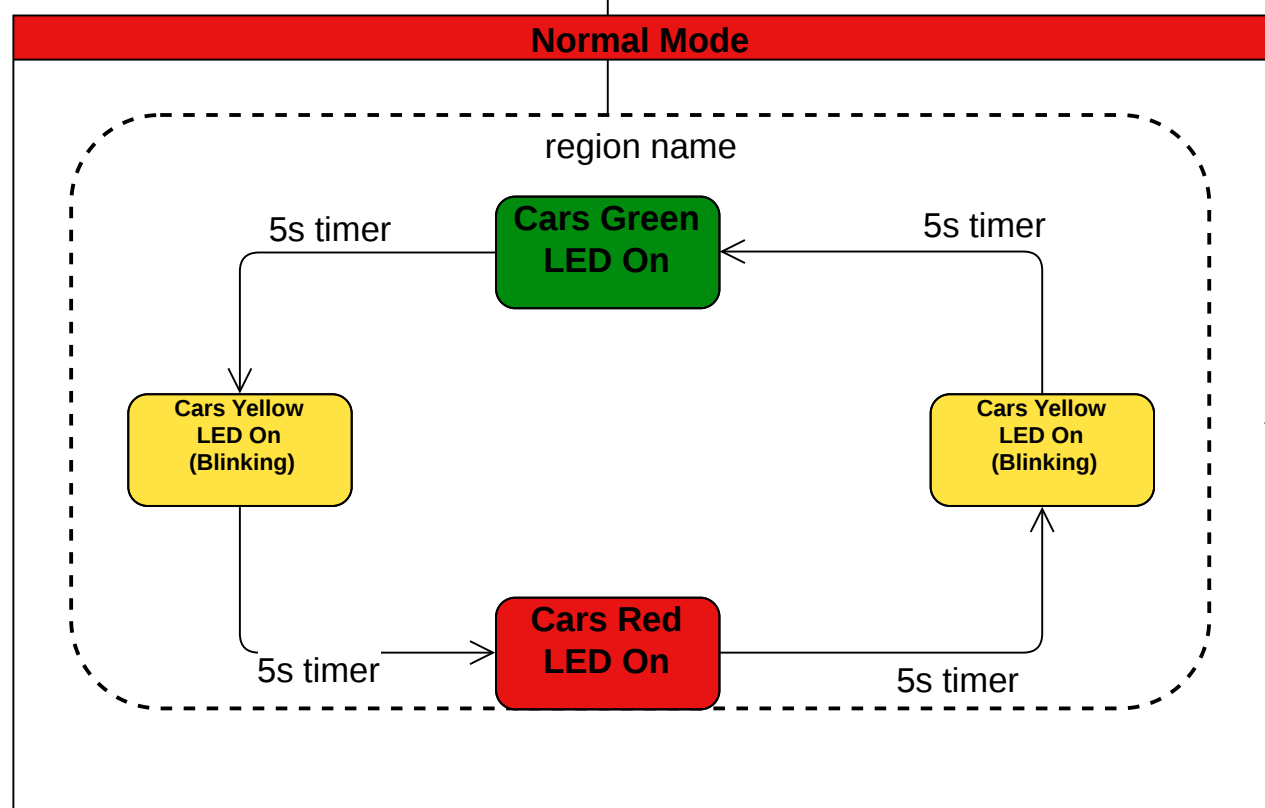 Normal Mode
region name
5s timer
Cars Green
LED On
5s timer
Cars Yellow
LED On
(Blinking)
Cars Yellow
LED On
(Blinking)
5s timer
Cars Red
LED On
5s timer